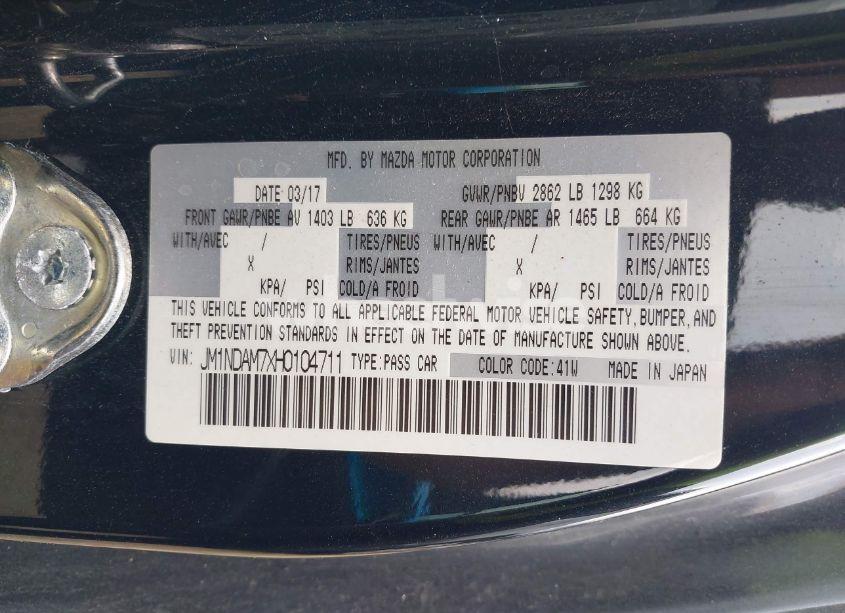 MFD. BY MAZDA MOTOR CORPORATION
DATE 03/17 GVWR/PNBV 2862 LB 1298 KG
FRONT GAWR/PNBE AV 1403 LB 636 KG REAR GAWR/PNBE AR 1465 LB 664 KG
WITH/AVEC / TIRES/PNEUS WITH/AVEC / TIRES/PNEUS
X RIMS/JANTES X RIMS/JANTES
KPA/ PSI COLD/A FROID KPA/ PSI COLD/A FROID
THIS VEHICLE CONFORMS TO ALL APPLICABLE FEDERAL MOTOR VEHICLE SAFETY, BUMPER, AND
THEFT PREVENTION STANDARDS IN EFFECT ON THE DATE OF MANUFACTURE SHOWN ABOVE.
VIN: JM1NDAM7XH0104711 TYPE: PASS CAR COLOR CODE: 41W MADE IN JAPAN